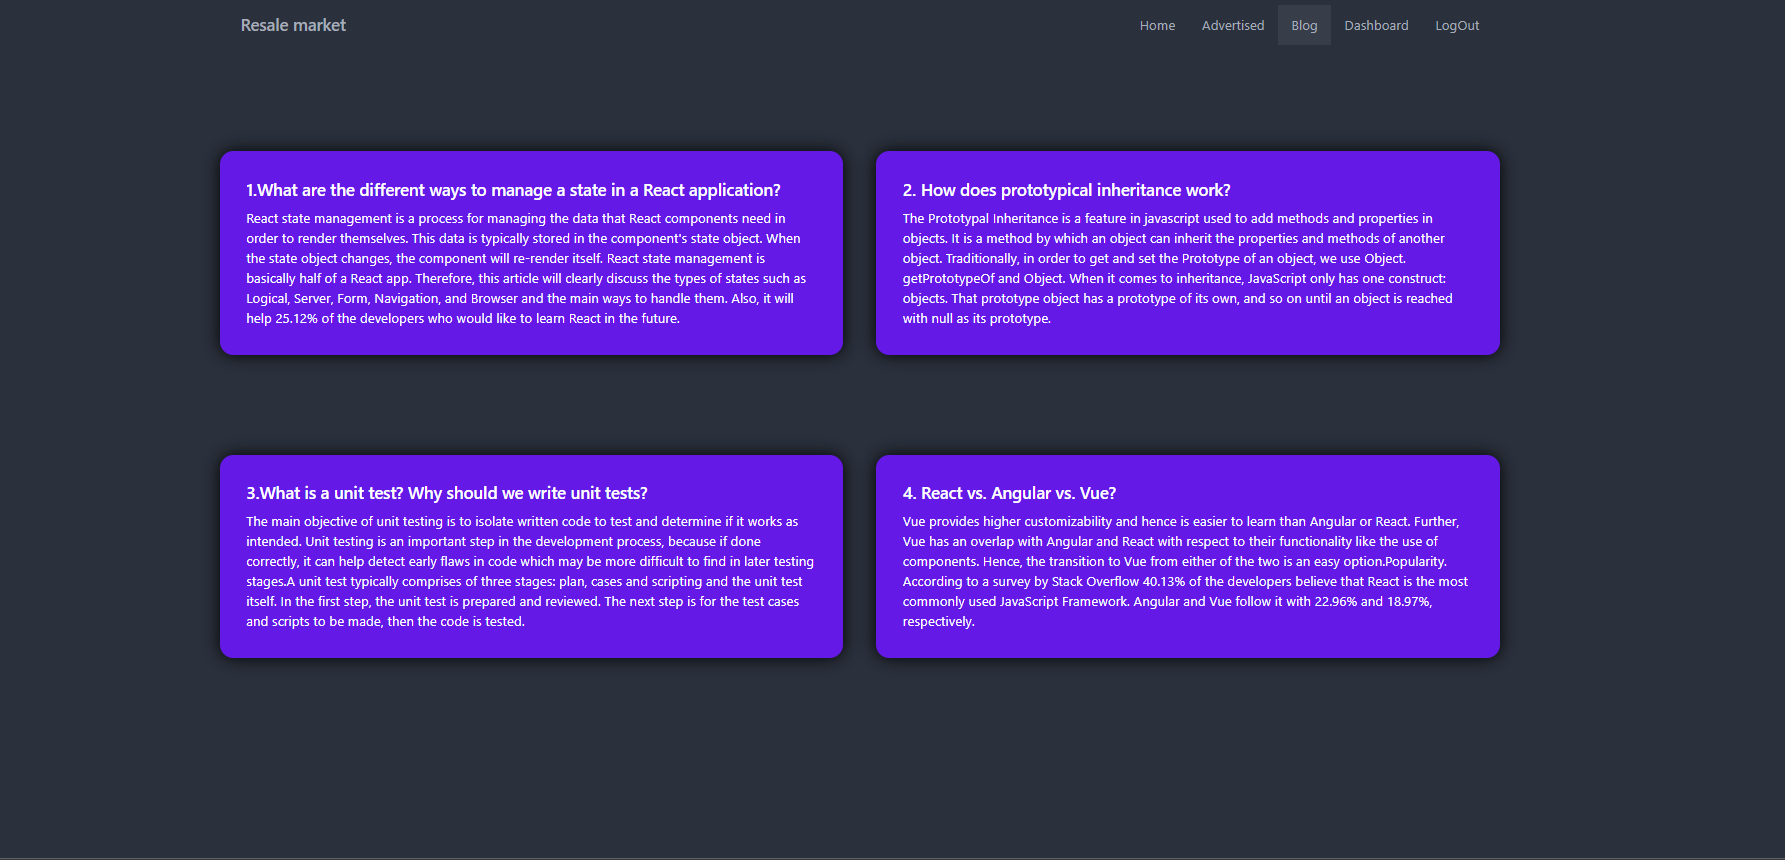 Resale market
Home Advertised Blog Dashboard LogOut
1.What are the different ways to manage a state in a React application?
React state management is a process for managing the data that React components need in
order to render themselves. This data is typically stored in the component's state object. When
the state object changes, the component will re-render itself. React state management is
basically half of a React app. Therefore, this article will clearly discuss the types of states such as
Logical, Server, Form, Navigation, and Browser and the main ways to handle them. Also, it will
help 25.12% of the developers who would like to learn React in the future.
2. How does prototypical inheritance work?
The Prototypal Inheritance is a feature in javascript used to add methods and properties in
objects. It is a method by which an object can inherit the properties and methods of another
object. Traditionally, in order to get and set the Prototype of an object, we use Object.
getPrototypeOf and Object. When it comes to inheritance, JavaScript only has one construct:
objects. That prototype object has a prototype of its own, and so on until an object is reached
with null as its prototype.
3.What is a unit test? Why should we write unit tests?
The main objective of unit testing is to isolate written code to test and determine if it works as
intended. Unit testing is an important step in the development process, because if done
correctly, it can help detect early flaws in code which may be more difficult to find in later testing
stages.A unit test typically comprises of three stages: plan, cases and scripting and the unit test
itself. In the first step, the unit test is prepared and reviewed. The next step is for the test cases
and scripts to be made, then the code is tested.
4. React vs. Angular vs. Vue?
Vue provides higher customizability and hence is easier to learn than Angular or React. Further,
Vue has an overlap with Angular and React with respect to their functionality like the use of
components. Hence, the transition to Vue from either of the two is an easy option.Popularity.
According to a survey by Stack Overflow 40.13% of the developers believe that React is the most
commonly used JavaScript Framework. Angular and Vue follow it with 22.96% and 18.97%,
respectively.